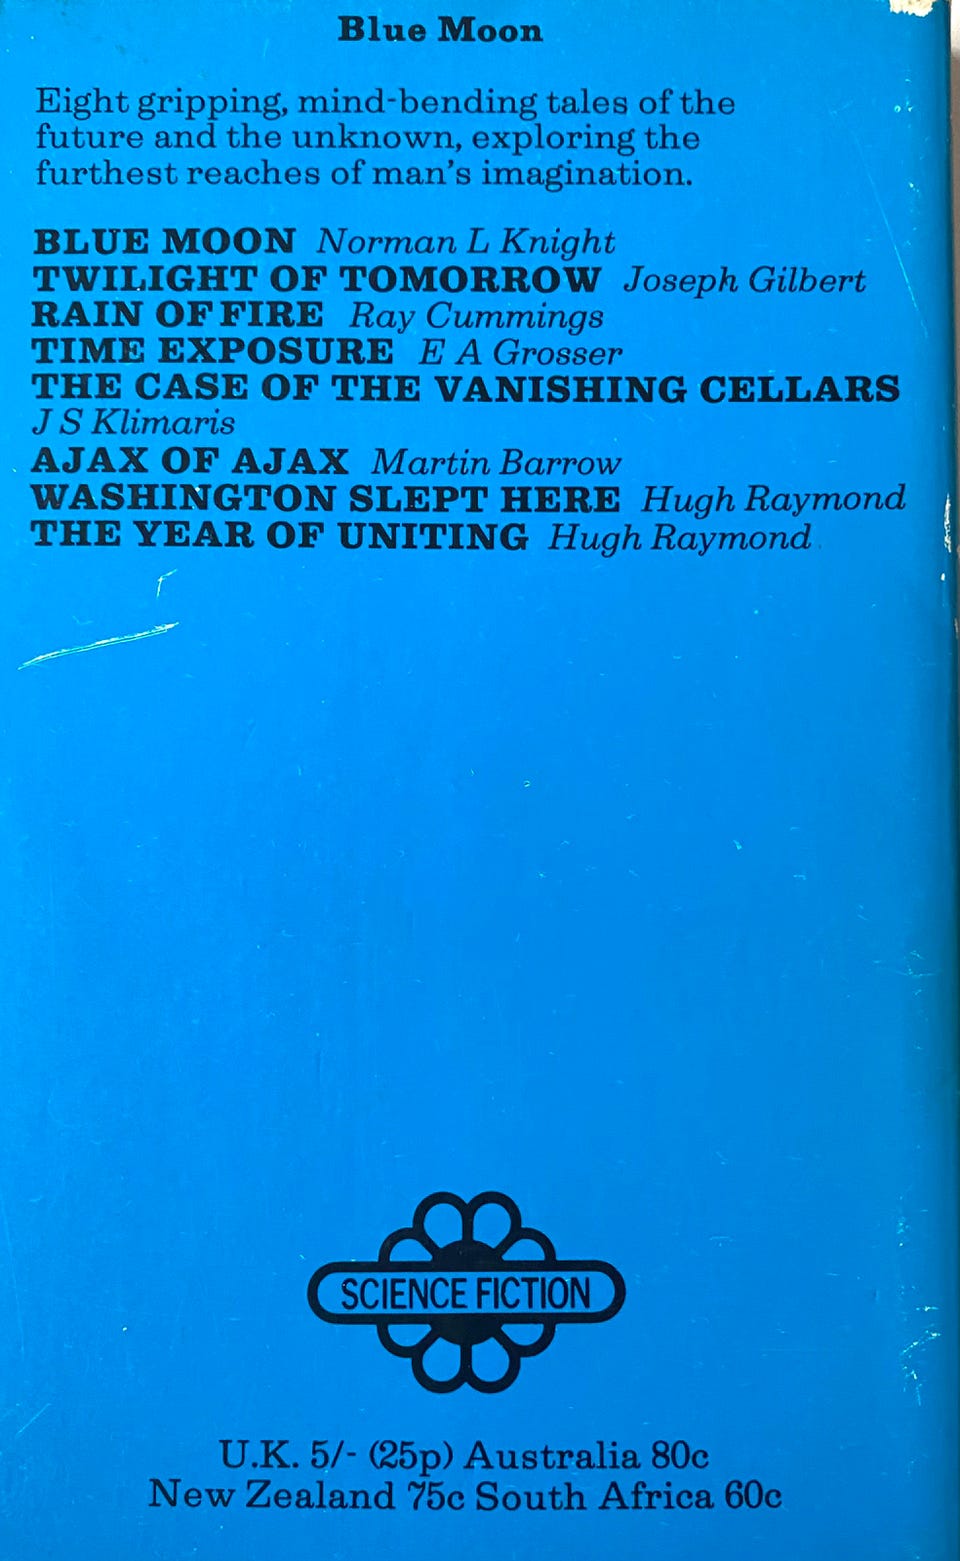 Blue Moon
Eight gripping, mind-bending tales of the
future and the unknown, exploring the
furthest reaches of man's imagination.
BLUE MOON Norman L Knight
TWILIGHT OF TOMORROW Joseph Gilbert
RAIN OF FIRE Ray Cummings
TIME EXPOSURE E A Grosser
THE CASE OF THE VANISHING CELLARS
J S Klimaris
AJAX OF AJAX Martin Barrow
WASHINGTON SLEPT HERE Hugh Raymond
THE YEAR OF UNITING Hugh Raymond
SCIENCE FICTION
U.K. 5/- (25p) Australia 80c
New Zealand 75c South Africa 60c